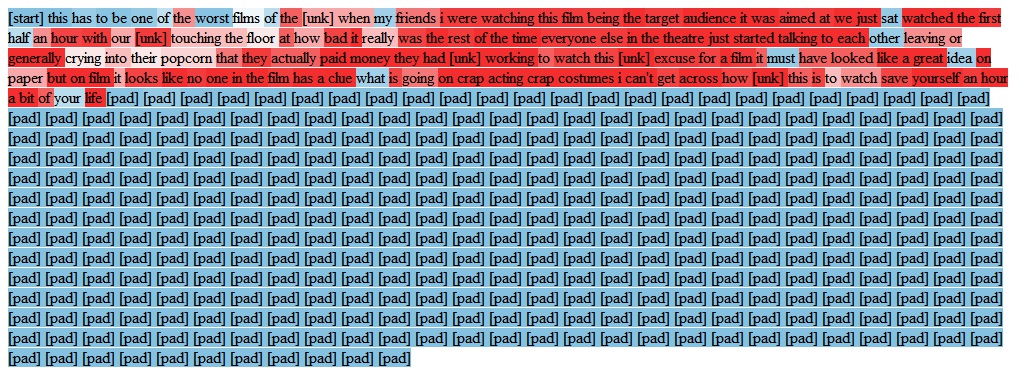 [start] this has to be one of the worst films of the [unk] when my friends i were watching this film being the target audience it was aimed at we just sat watched the first
half an hour with our [unk] touching the floor at how bad it really was the rest of the time everyone else in the theatre just started talking to each other leaving or
generally crying into their popcorn that they actually paid money they had [unk] working to watch this [unk] excuse for a film it must have looked like a great idea on
paper but on film it looks like no one in the film has a clue what is going on crap acting crap costumes i can't get across how [unk] this is to watch save yourself an hour
a bit of your life [pad] [pad] [pad] [pad] [pad] [pad] [pad] [pad] [pad] [pad] [pad] [pad] [pad] [pad] [pad] [pad] [pad] [pad] [pad] [pad] [pad] [pad] [pad] [pad]
[pad] [pad] [pad] [pad] [pad] [pad] [pad] [pad] [pad] [pad] [pad] [pad] [pad] [pad] [pad] [pad] [pad] [pad] [pad] [pad] [pad] [pad] [pad] [pad] [pad] [pad] [pad]
[pad] [pad] [pad] [pad] [pad] [pad] [pad] [pad] [pad] [pad] [pad] [pad] [pad] [pad] [pad] [pad] [pad] [pad] [pad] [pad] [pad] [pad] [pad] [pad] [pad] [pad] [pad]
[pad] [pad] [pad] [pad] [pad] [pad] [pad] [pad] [pad] [pad] [pad] [pad] [pad] [pad] [pad] [pad] [pad] [pad] [pad] [pad] [pad] [pad] [pad] [pad] [pad] [pad] [pad]
[pad] [pad] [pad] [pad] [pad] [pad] [pad] [pad] [pad] [pad] [pad] [pad] [pad] [pad] [pad] [pad] [pad] [pad] [pad] [pad] [pad] [pad] [pad] [pad] [pad] [pad] [pad]
[pad] [pad] [pad] [pad] [pad] [pad] [pad] [pad] [pad] [pad] [pad] [pad] [pad] [pad] [pad] [pad] [pad] [pad] [pad] [pad] [pad] [pad] [pad] [pad] [pad] [pad] [pad]
[pad] [pad] [pad] [pad] [pad] [pad] [pad] [pad] [pad] [pad] [pad] [pad] [pad] [pad] [pad] [pad] [pad] [pad] [pad] [pad] [pad] [pad] [pad] [pad] [pad] [pad] [pad]
[pad] [pad] [pad] [pad] [pad] [pad] [pad] [pad] [pad] [pad] [pad] [pad] [pad] [pad] [pad] [pad] [pad] [pad] [pad] [pad] [pad] [pad] [pad] [pad] [pad] [pad] [pad]
[pad] [pad] [pad] [pad] [pad] [pad] [pad] [pad] [pad] [pad] [pad] [pad] [pad] [pad] [pad] [pad] [pad] [pad] [pad] [pad] [pad] [pad] [pad] [pad] [pad] [pad] [pad]
[pad] [pad] [pad] [pad] [pad] [pad] [pad] [pad] [pad] [pad] [pad] [pad] [pad] [pad] [pad] [pad] [pad] [pad] [pad] [pad] [pad] [pad] [pad] [pad] [pad] [pad] [pad]
[pad] [pad] [pad] [pad] [pad] [pad] [pad] [pad] [pad] [pad] [pad] [pad] [pad] [pad] [pad] [pad] [pad] [pad] [pad] [pad] [pad] [pad] [pad] [pad] [pad] [pad] [pad]
[pad] [pad] [pad] [pad] [pad] [pad] [pad] [pad] [pad] [pad] [pad] [pad] [pad] [pad] [pad] [pad] [pad] [pad] [pad] [pad] [pad] [pad] [pad] [pad] [pad] [pad] [pad]
[pad] [pad] [pad] [pad] [pad] [pad] [pad] [pad] [pad] [pad] [pad] [pad] [pad] [pad] [pad] [pad] [pad] [pad] [pad] [pad] [pad] [pad] [pad] [pad] [pad] [pad] [pad]
[pad] [pad] [pad] [pad] [pad] [pad] [pad] [pad] [pad] [pad] [pad]